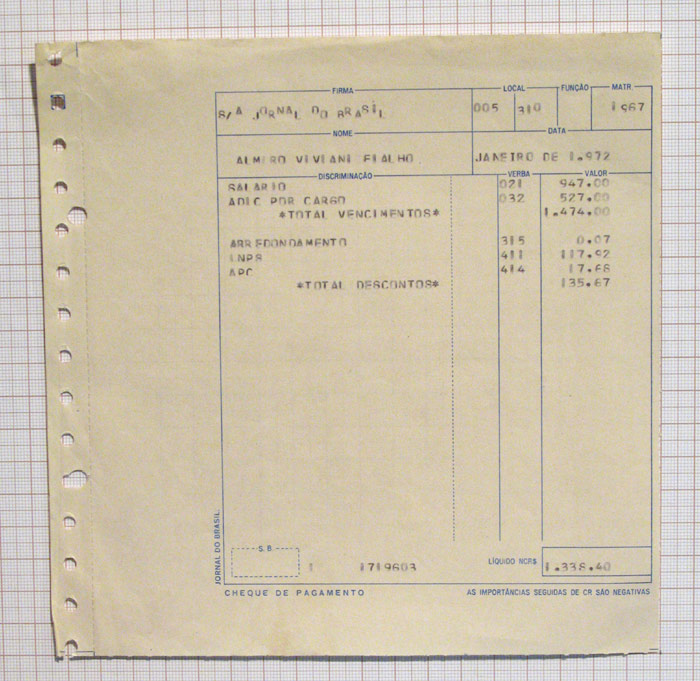 FIRMA LOCAL FUNÇÃO MATR.
S/A JORNAL DO BRASIL 005 310 1967
NOME DATA
ALMIRO VIVIANI FIALHO JANEIRO DE 1.972
DISCRIMINAÇÃO VERBA VALOR
SALARIO 021 947.00
ADIC POR CARGO 032 527.00
*TOTAL VENCIMENTOS* 1.474.00
ARREDONDAMENTO 315 0.07
INPS 411 117.92
APC 414 17.68
*TOTAL DESCONTOS* 135.67
JORNAL DO BRASIL
S. B.
1 1719603 LÍQUIDO NCR$ 1.338.40
CHEQUE DE PAGAMENTO AS IMPORTÂNCIAS SEGUIDAS DE CR SÃO NEGATIVAS